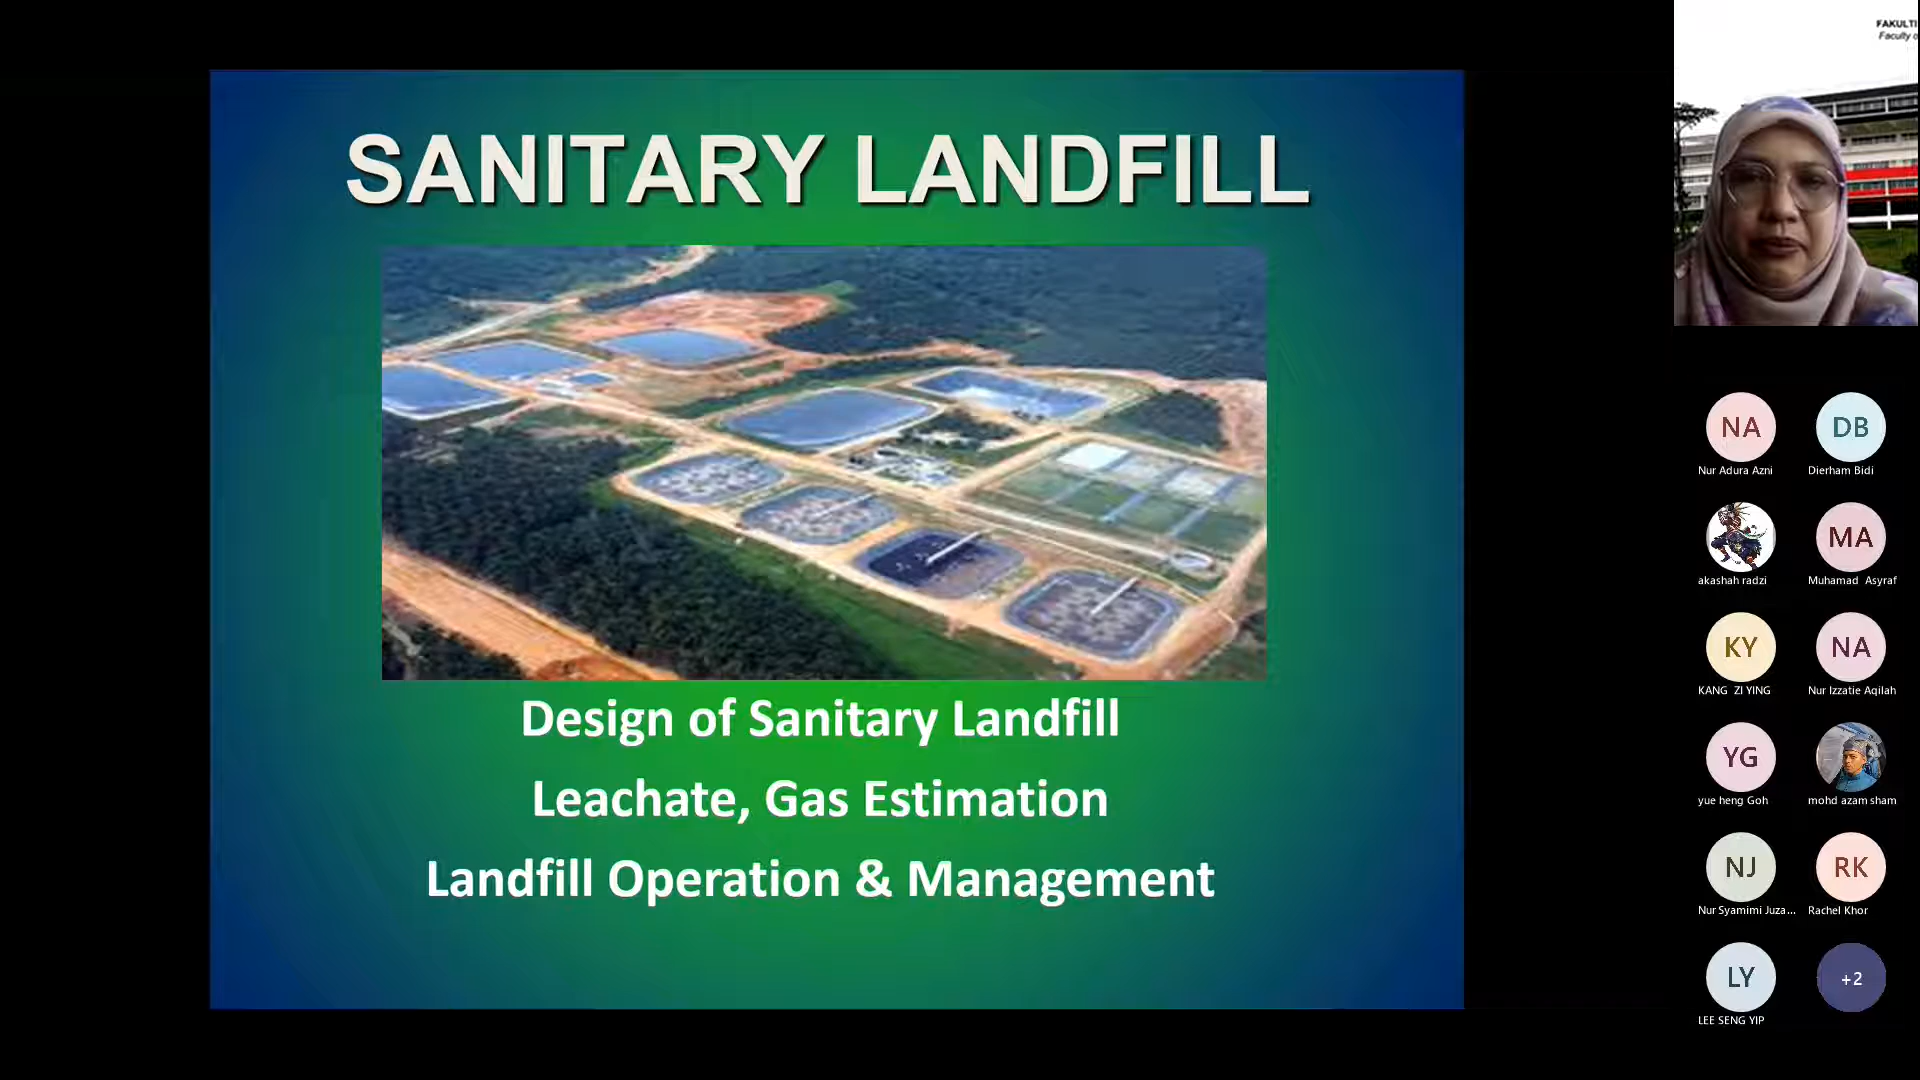 SANITARY LANDFILL
Design of Sanitary Landfill
Leachate, Gas Estimation
Landfill Operation & Management
FAKULTI
Faculty o
NA
DB
Nur Adura Azni
Dierham Bidi
MA
akashah radzi
Muhamad Asyraf
KY
NA
KANG ZI YING
Nur Izzatie Aqilah
YG
yue heng Goh
mohd azam sham
NJ
RK
Nur Syamimi Juza...
Rachel Khor
LY
+2
LEE SENG YIP